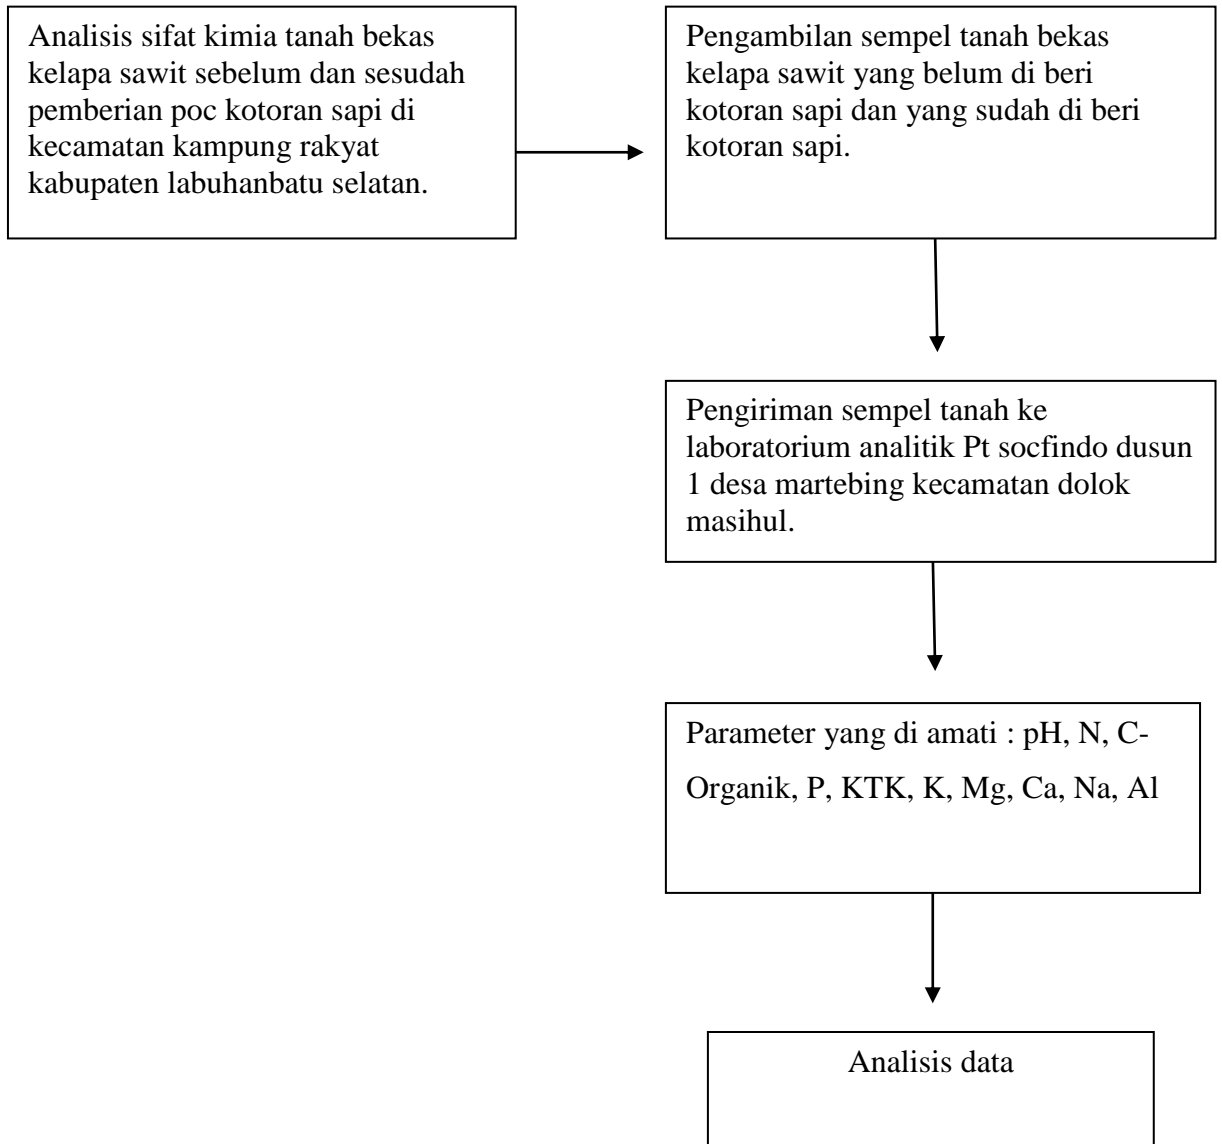 Analisis sifat kimia tanah bekas
kelapa sawit sebelum dan sesudah
pemberian poc kotoran sapi di
kecamatan kampung rakyat
kabupaten labuhanbatu selatan.
Pengambilan sempel tanah bekas
kelapa sawit yang belum di beri
kotoran sapi dan yang sudah di beri
kotoran sapi.
Pengiriman sempel tanah ke
laboratorium analitik Pt socfindo dusun
1 desa martebing kecamatan dolok
masihul.
Parameter yang di amati : pH, N, C-
Organik, P, KTK, K, Mg, Ca, Na, Al
Analisis data